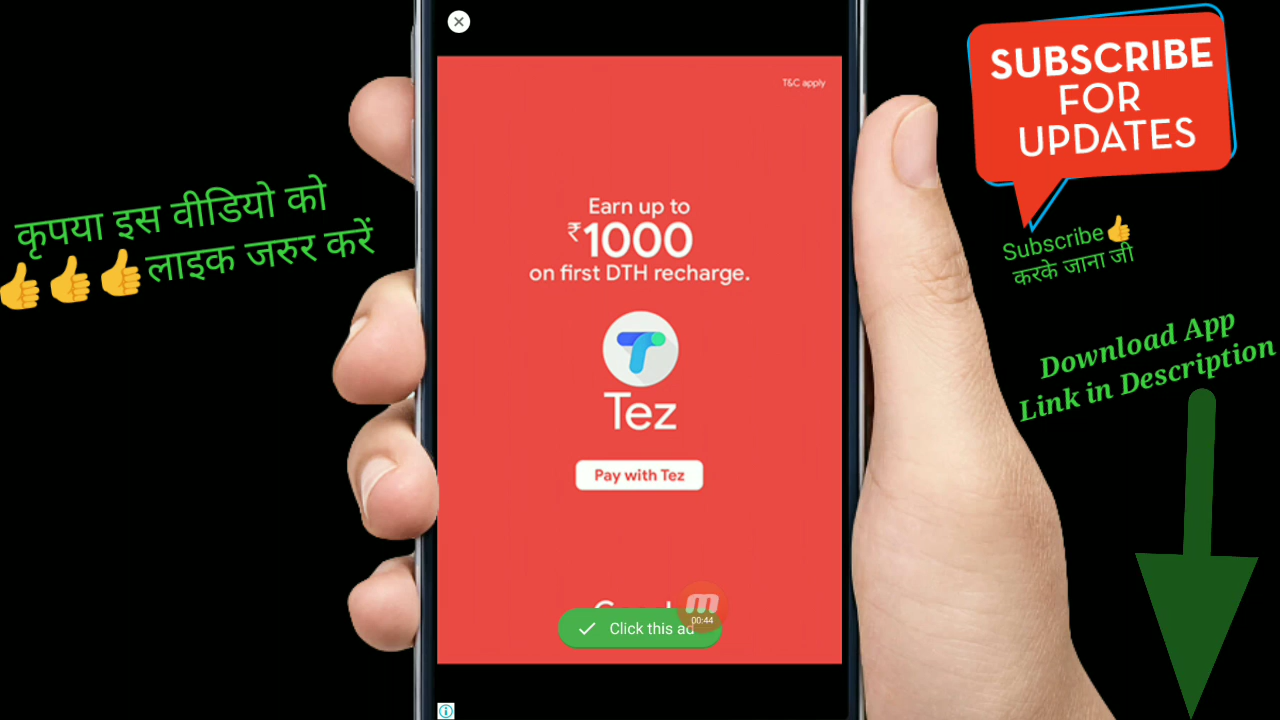 कृपया इस वीडियो को
लाइक जरुर करें
T&C apply
Earn up to
₹1000
on first DTH recharge.
Tez
Pay with Tez
Click this ad
00:44
SUBSCRIBE
FOR
UPDATES
Subscribe
करके जाना जी
Download App
Link in Description